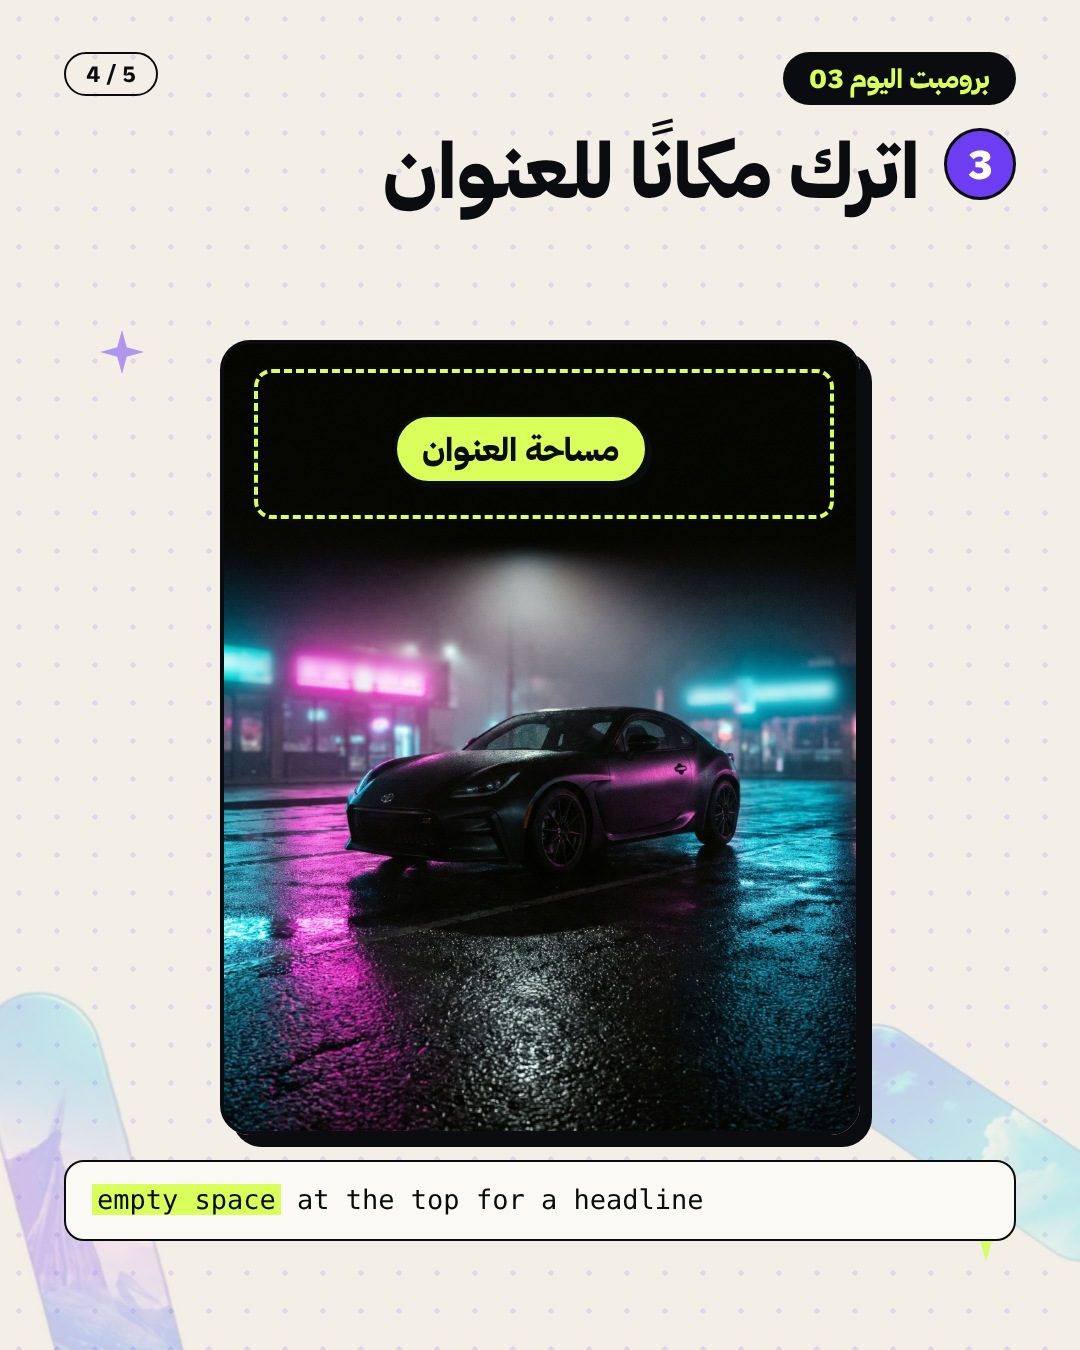 برومبت اليوم 03
4 / 5
3
اترك مكانًا للعنوان
مساحة العنوان
empty space at the top for a headline